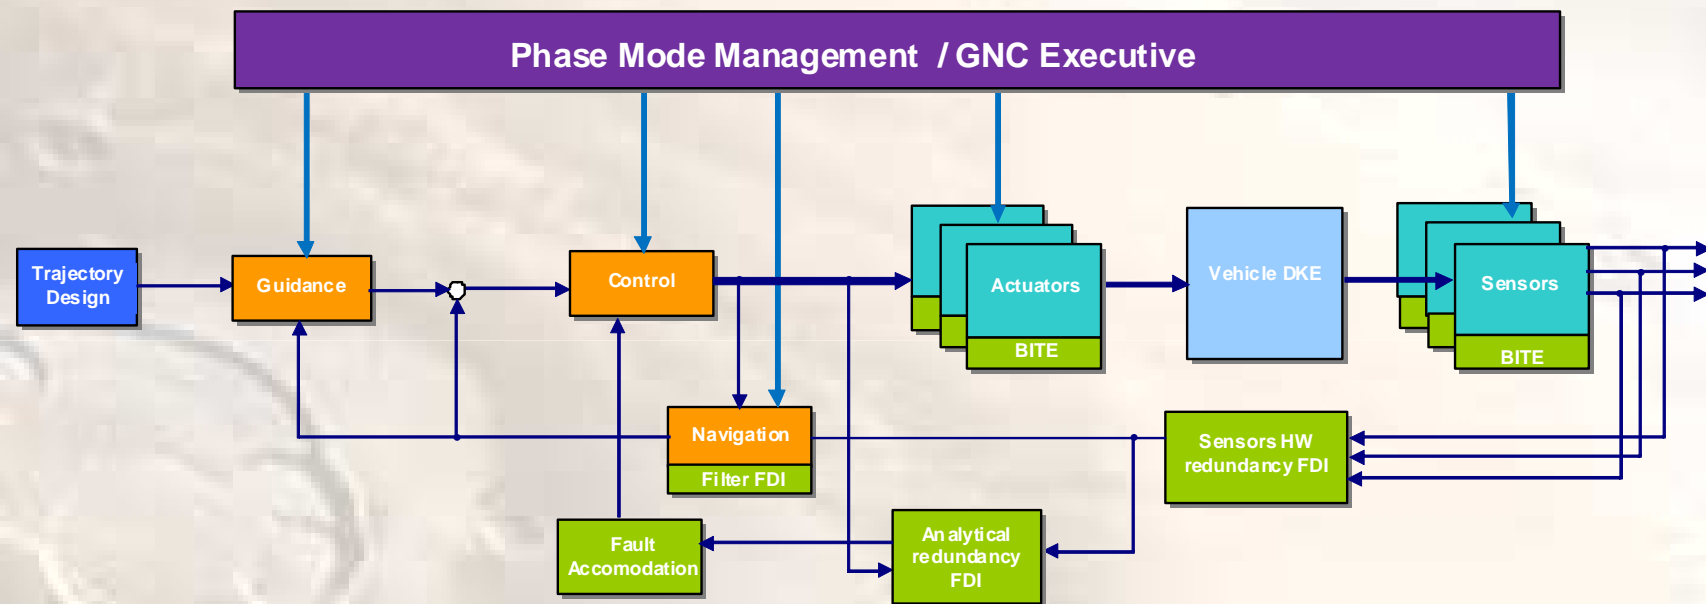 Phase Mode Management / GNC Executive
Trajectory
Design
Guidance
Control
Actuators
BITE
Vehicle DKE
Sensors
BITE
Navigation
Filter FDI
Sensors HW
redundancy FDI
Fault
Accomodation
Analytical
redundancy
FDI